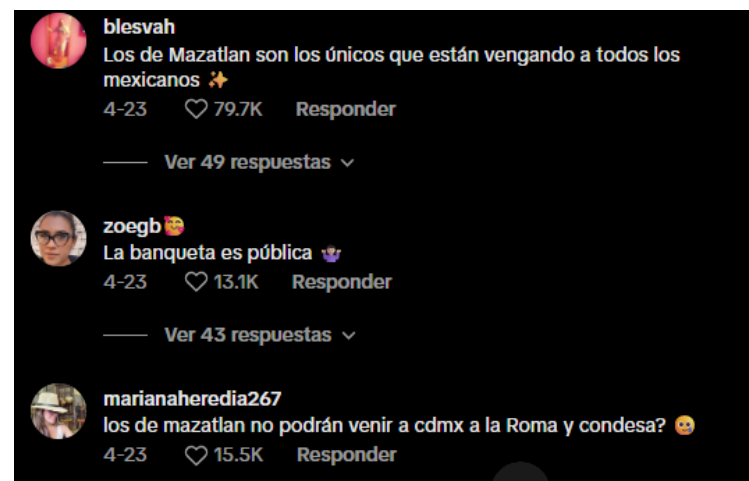 blesvah
Los de Mazatlan son los únicos que están vengando a todos los
mexicanos ✨
4-23 79.7K Responder
Ver 49 respuestas
zoegb🥰
La banqueta es pública 🤷🏻‍♀️
4-23 13.1K Responder
Ver 43 respuestas
marianaheredia267
los de mazatlan no podrán venir a cdmx a la Roma y condesa? 🥹
4-23 15.5K Responder